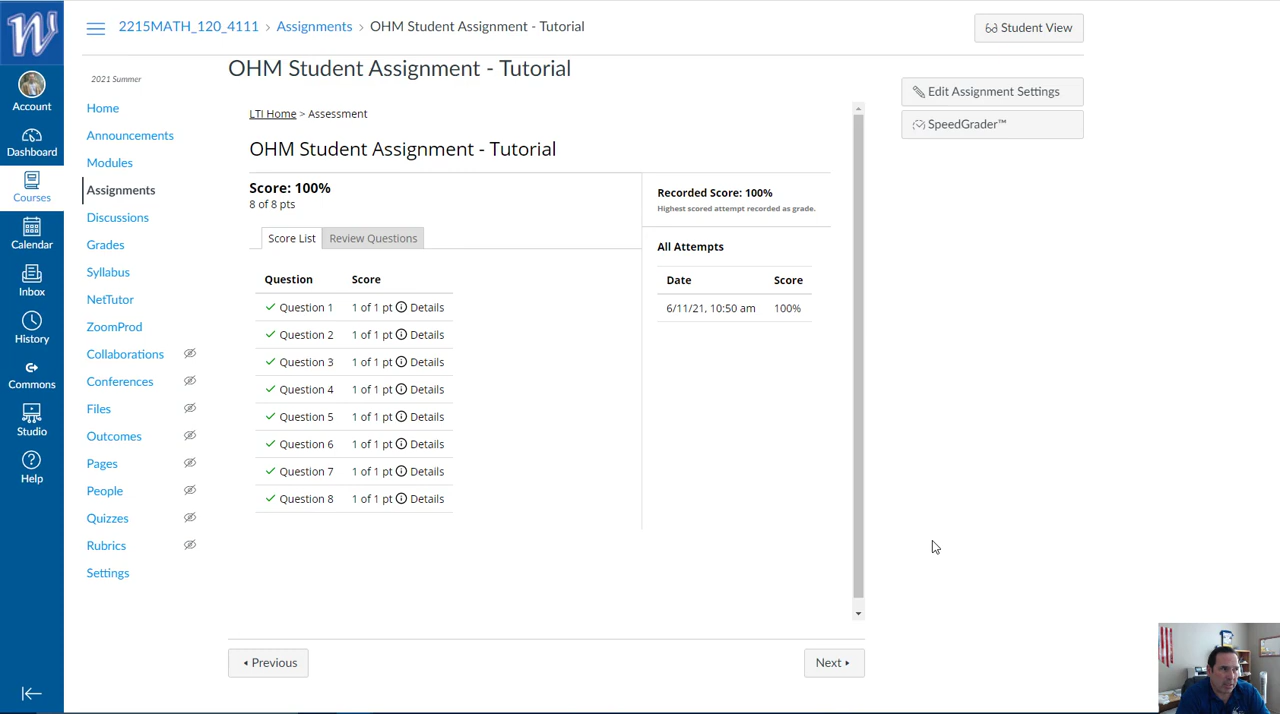 W
Account
Dashboard
Courses
Calendar
Inbox
History
Commons
Studio
Help
2215MATH_120_4111 › Assignments › OHM Student Assignment - Tutorial
Student View
2021 Summer
Home
Announcements
Modules
Assignments
Discussions
Grades
Syllabus
NetTutor
ZoomProd
Collaborations
Conferences
Files
Outcomes
Pages
People
Quizzes
Rubrics
Settings
OHM Student Assignment - Tutorial
LTI Home > Assessment
OHM Student Assignment - Tutorial
Score: 100%
8 of 8 pts
Score List Review Questions
Question Score
Question 1 1 of 1 pt Details
Question 2 1 of 1 pt Details
Question 3 1 of 1 pt Details
Question 4 1 of 1 pt Details
Question 5 1 of 1 pt Details
Question 6 1 of 1 pt Details
Question 7 1 of 1 pt Details
Question 8 1 of 1 pt Details
Recorded Score: 100%
Highest scored attempt recorded as grade.
All Attempts
Date Score
6/11/21, 10:50 am 100%
Previous
Next
Edit Assignment Settings
SpeedGrader™